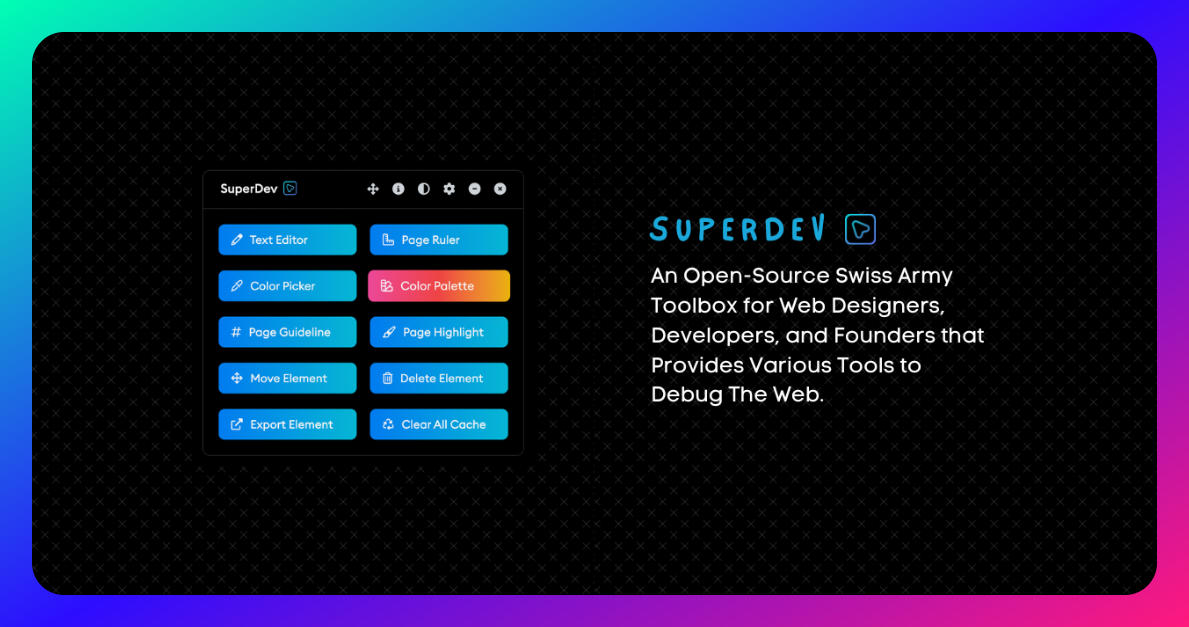 SuperDev
Text Editor
Page Ruler
Color Picker
Color Palette
Page Guideline
Page Highlight
Move Element
Delete Element
Export Element
Clear All Cache
SUPERDEV
An Open-Source Swiss Army
Toolbox for Web Designers,
Developers, and Founders that
Provides Various Tools to
Debug The Web.